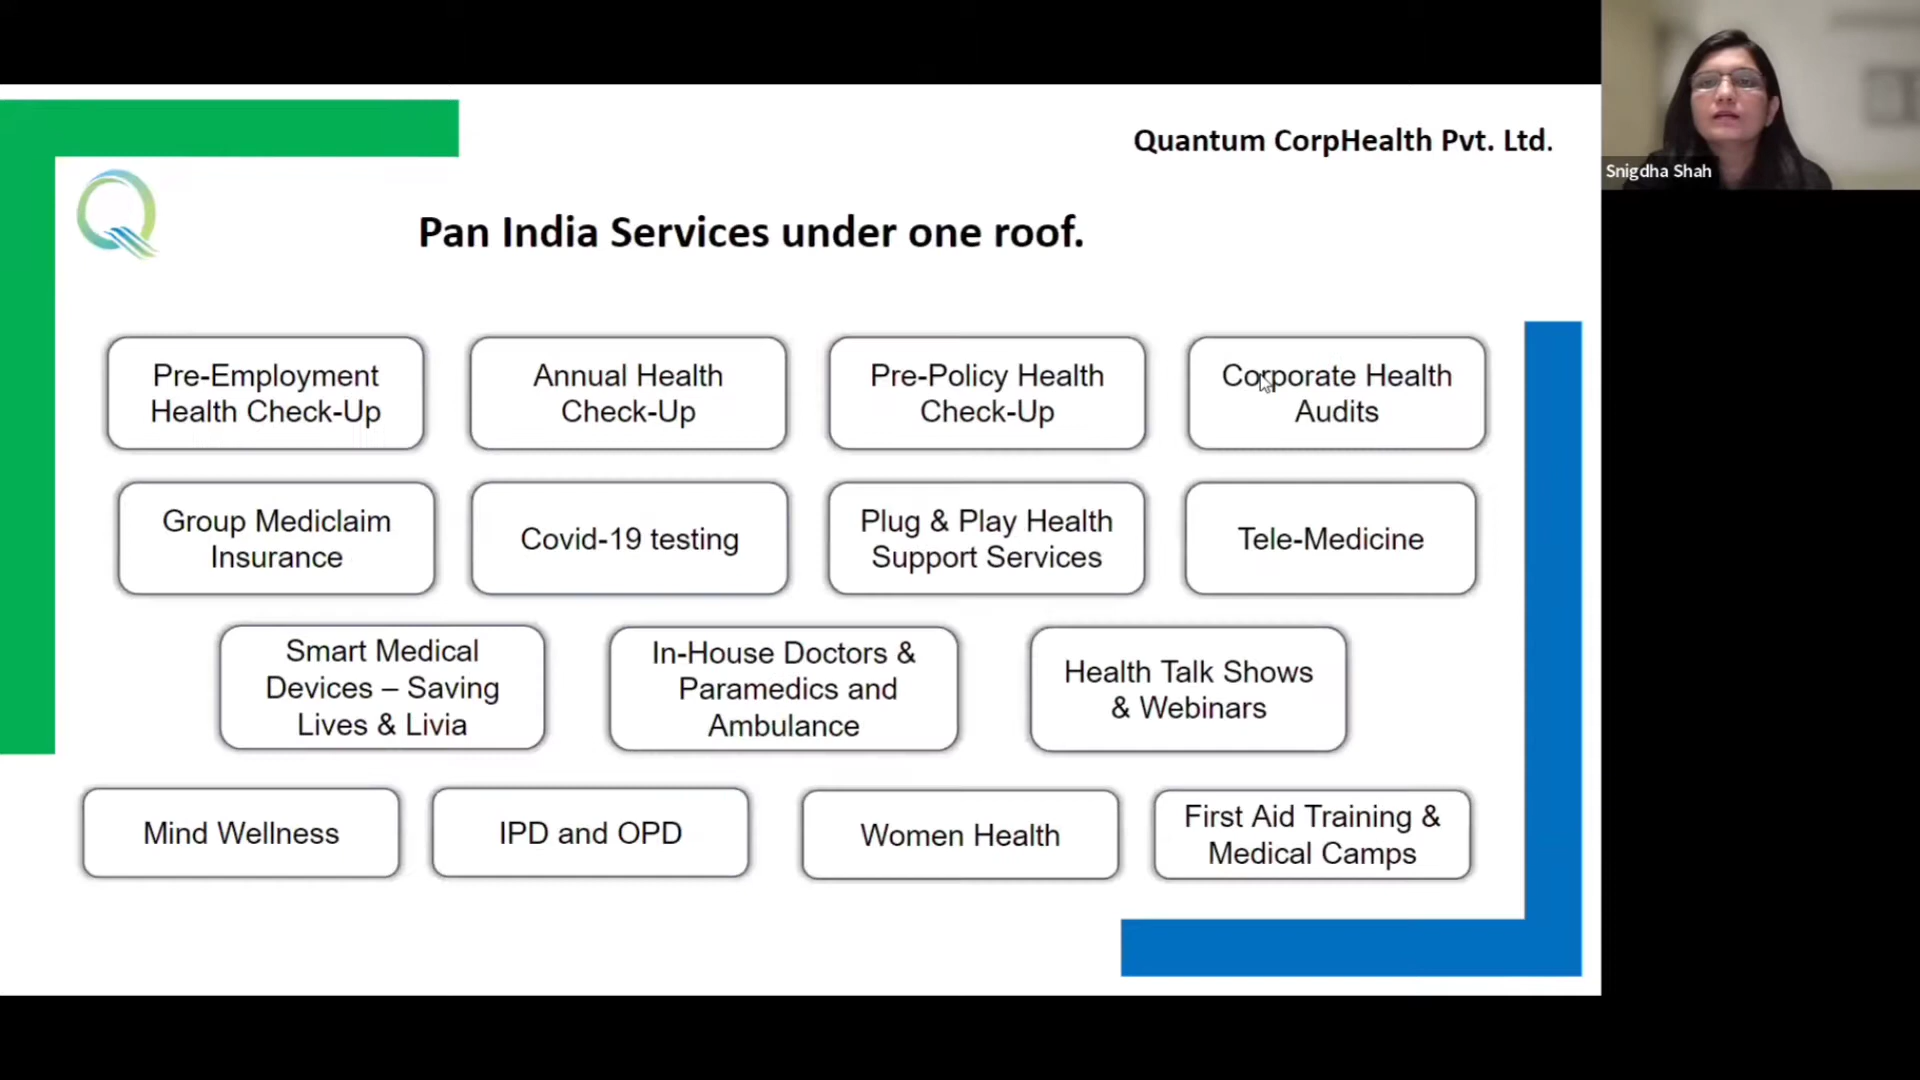 Quantum CorpHealth Pvt. Ltd.
Snigdha Shah
Pan India Services under one roof.
Pre-Employment
Health Check-Up
Annual Health
Check-Up
Pre-Policy Health
Check-Up
Corporate Health
Audits
Group Mediclaim
Insurance
Covid-19 testing
Plug & Play Health
Support Services
Tele-Medicine
Smart Medical
Devices – Saving
Lives & Livia
In-House Doctors &
Paramedics and
Ambulance
Health Talk Shows
& Webinars
Mind Wellness
IPD and OPD
Women Health
First Aid Training &
Medical Camps